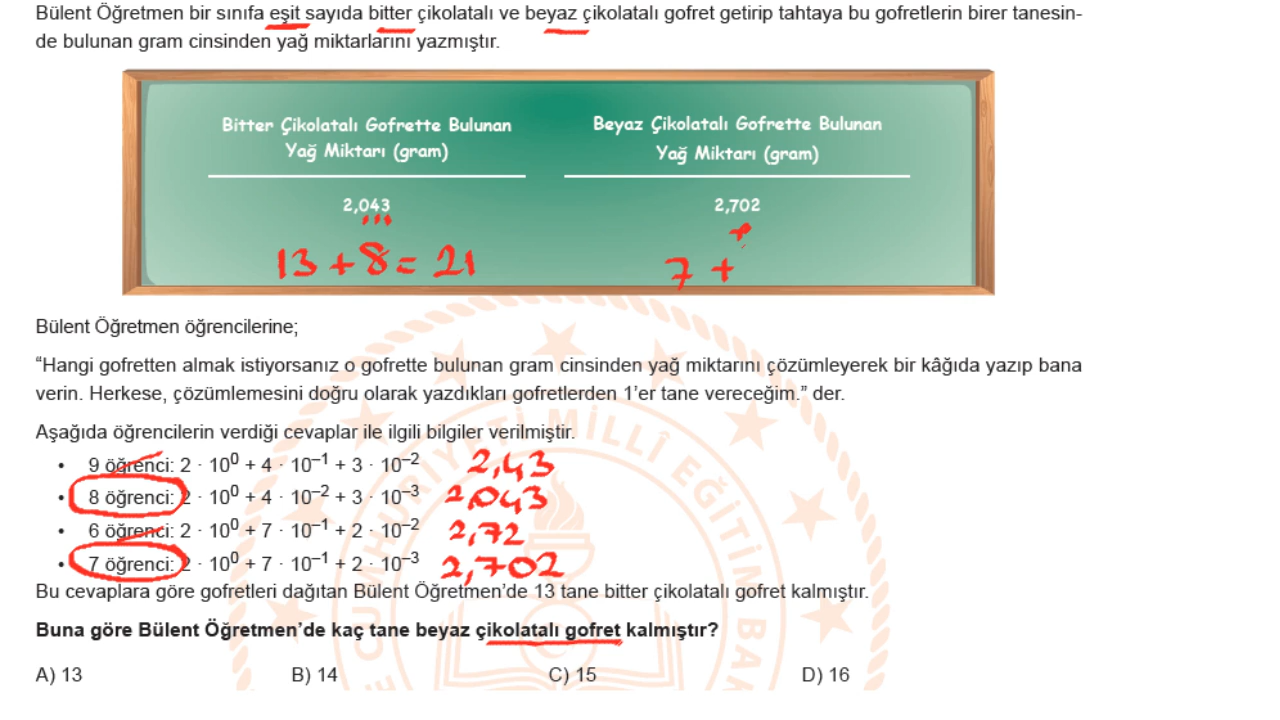 Bülent Öğretmen bir sınıfa eşit sayıda bitter çikolatalı ve beyaz çikolatalı gofret getirip tahtaya bu gofretlerin birer tanesin-
de bulunan gram cinsinden yağ miktarlarını yazmıştır.
Bitter Çikolatalı Gofrette Bulunan
Yağ Miktarı (gram)
2,043
13 + 8 = 21
Beyaz Çikolatalı Gofrette Bulunan
Yağ Miktarı (gram)
2,702
?
7 +
Bülent Öğretmen öğrencilerine;
“Hangi gofretten almak istiyorsanız o gofrette bulunan gram cinsinden yağ miktarını çözümleyerek bir kâğıda yazıp bana
verin. Herkese, çözümlemesini doğru olarak yazdıkları gofretlerden 1’er tane vereceğim.” der.
Aşağıda öğrencilerin verdiği cevaplar ile ilgili bilgiler verilmiştir.
• 9 öğrenci: 2 · 10⁰ + 4 · 10⁻¹ + 3 · 10⁻² 2,43
• 8 öğrenci: 2 · 10⁰ + 4 · 10⁻² + 3 · 10⁻³ 2,043
• 6 öğrenci: 2 · 10⁰ + 7 · 10⁻¹ + 2 · 10⁻² 2,72
• 7 öğrenci: 2 · 10⁰ + 7 · 10⁻¹ + 2 · 10⁻³ 2,702
Bu cevaplara göre gofretleri dağıtan Bülent Öğretmen’de 13 tane bitter çikolatalı gofret kalmıştır.
Buna göre Bülent Öğretmen’de kaç tane beyaz çikolatalı gofret kalmıştır?
A) 13 B) 14 C) 15 D) 16
CUMHURİYETİ MİLLÎ EĞİTİM BA